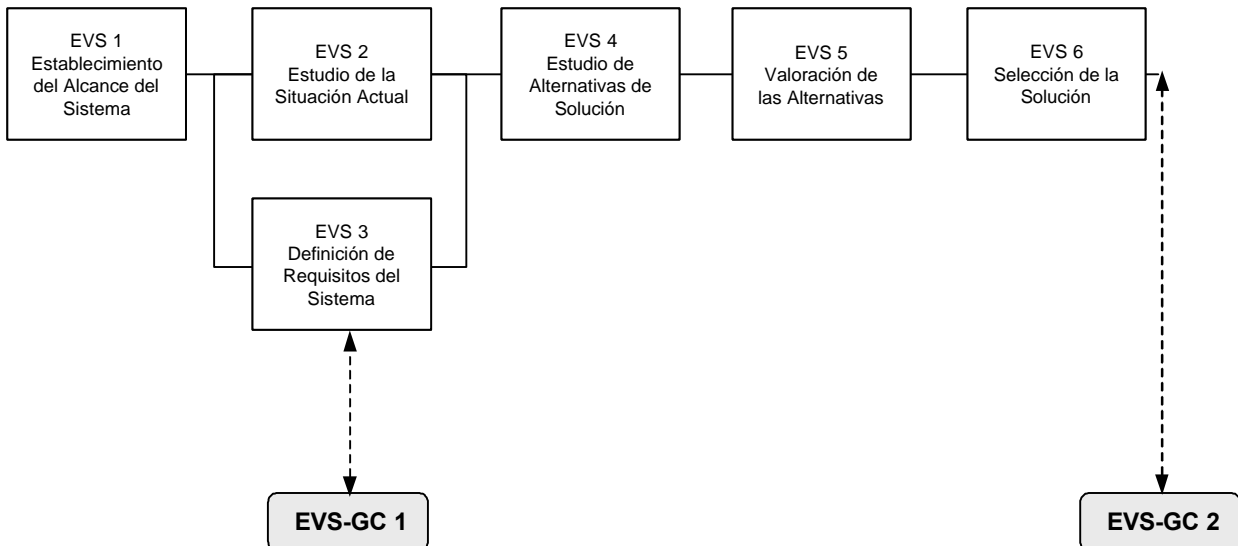 EVS 1
Establecimiento
del Alcance del
Sistema
EVS 2
Estudio de la
Situación Actual
EVS 4
Estudio de
Alternativas de
Solución
EVS 5
Valoración de
las Alternativas
EVS 6
Selección de la
Solución
EVS 3
Definición de
Requisitos del
Sistema
EVS-GC 1
EVS-GC 2